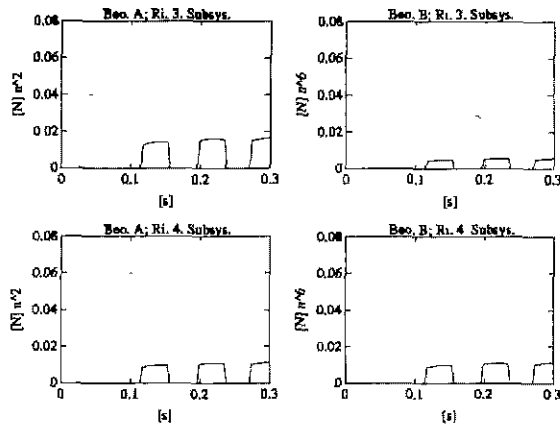 Beo. A; Ri. 3. Subsys.
0.08
0.06
0.04
0.02
0
[N] n^2
0 0.1 0.2 0.3
[s]
Beo. B; Ri. 3. Subsys.
0.08
0.06
0.04
0.02
0
[N] n^6
0 0.1 0.2 0.3
[s]
Beo. A; Ri. 4. Subsys.
0.08
0.06
0.04
0.02
0
[N] n^2
0 0.1 0.2 0.3
[s]
Beo. B; Ri. 4 Subsys.
0.08
0.06
0.04
0.02
0
[N] n^6
0 0.1 0.2 0.3
[s]